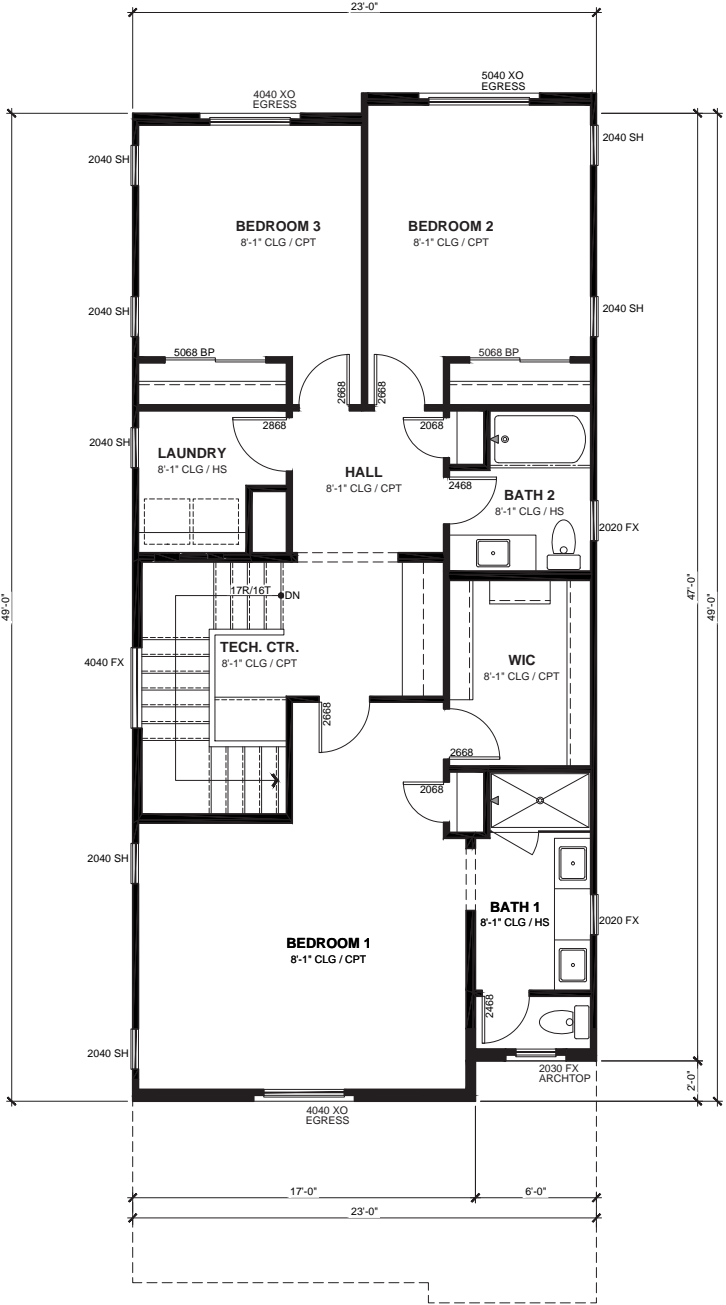 23'-0"
5040 XO
EGRESS
4040 XO
EGRESS
2040 SH
2040 SH
BEDROOM 3
8'-1" CLG / CPT
BEDROOM 2
8'-1" CLG / CPT
2040 SH
2040 SH
5068 BP
5068 BP
2668
2668
2868
2068
2040 SH
LAUNDRY
8'-1" CLG / HS
HALL
8'-1" CLG / CPT
2468
BATH 2
8'-1" CLG / HS
2020 FX
17R/16T
DN
49'-0"
47'-0"
49'-0"
TECH. CTR.
8'-1" CLG / CPT
WIC
8'-1" CLG / CPT
4040 FX
2668
2668
2068
2040 SH
BATH 1
8'-1" CLG / HS
2020 FX
BEDROOM 1
8'-1" CLG / CPT
2468
2040 SH
2030 FX
ARCHTOP
2'-0"
4040 XO
EGRESS
17'-0"
6'-0"
23'-0"